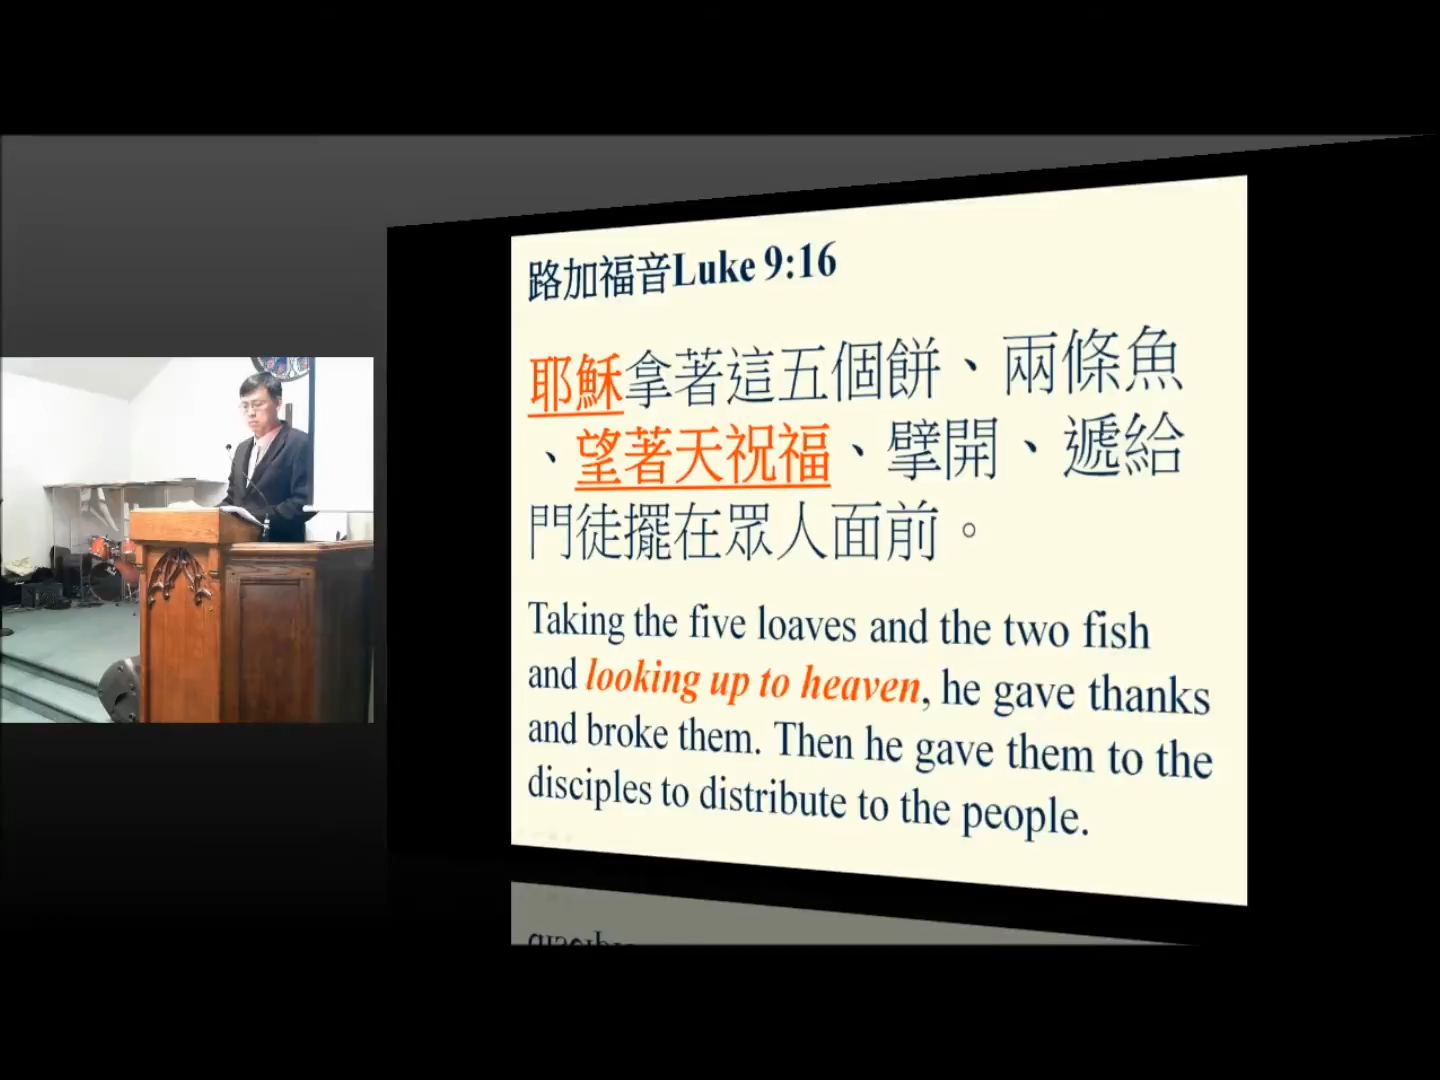 路加福音Luke 9:16
耶穌拿著這五個餅、兩條魚
、望著天祝福、擘開、遞給
門徒擺在眾人面前。
Taking the five loaves and the two fish
and looking up to heaven, he gave thanks
and broke them. Then he gave them to the
disciples to distribute to the people.